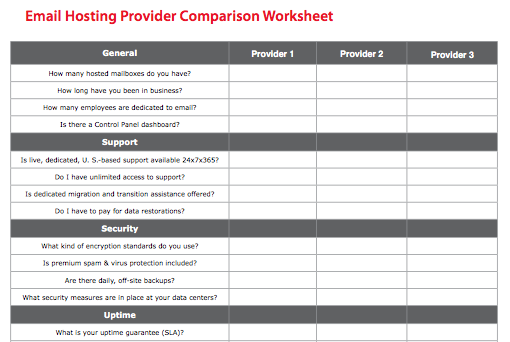 Email Hosting Provider Comparison Worksheet
General Provider 1 Provider 2 Provider 3
How many hosted mailboxes do you have?
How long have you been in business?
How many employees are dedicated to email?
Is there a Control Panel dashboard?
Support
Is live, dedicated, U. S.-based support available 24x7x365?
Do I have unlimited access to support?
Is dedicated migration and transition assistance offered?
Do I have to pay for data restorations?
Security
What kind of encryption standards do you use?
Is premium spam & virus protection included?
Are there daily, off-site backups?
What security measures are in place at your data centers?
Uptime
What is your uptime guarantee (SLA)?